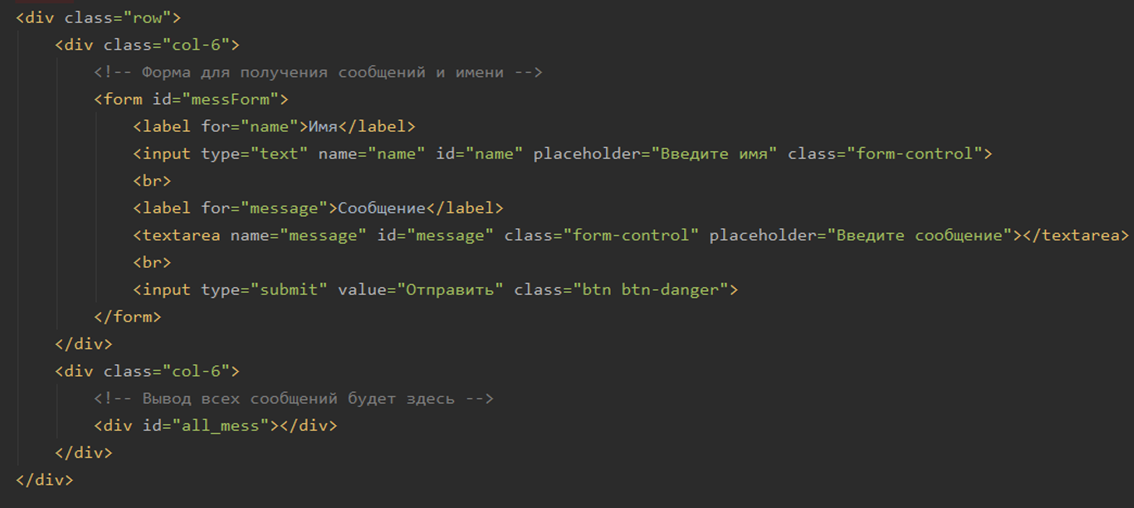 <div class="row">
<div class="col-6">
<!-- Форма для получения сообщений и имени -->
<form id="messForm">
<label for="name">Имя</label>
<input type="text" name="name" id="name" placeholder="Введите имя" class="form-control">
<br>
<label for="message">Сообщение</label>
<textarea name="message" id="message" class="form-control" placeholder="Введите сообщение"></textarea>
<br>
<input type="submit" value="Отправить" class="btn btn-danger">
</form>
</div>
<div class="col-6">
<!-- Вывод всех сообщений будет здесь -->
<div id="all_mess"></div>
</div>
</div>